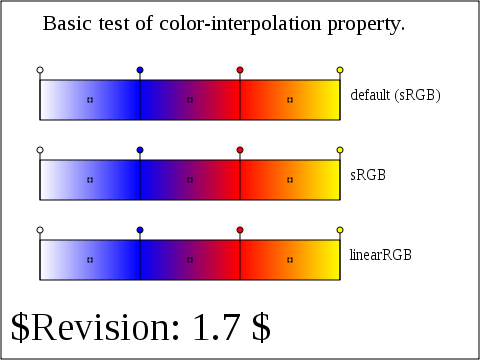 Basic test of color-interpolation property.
default (sRGB)
sRGB
linearRGB
$Revision: 1.7 $